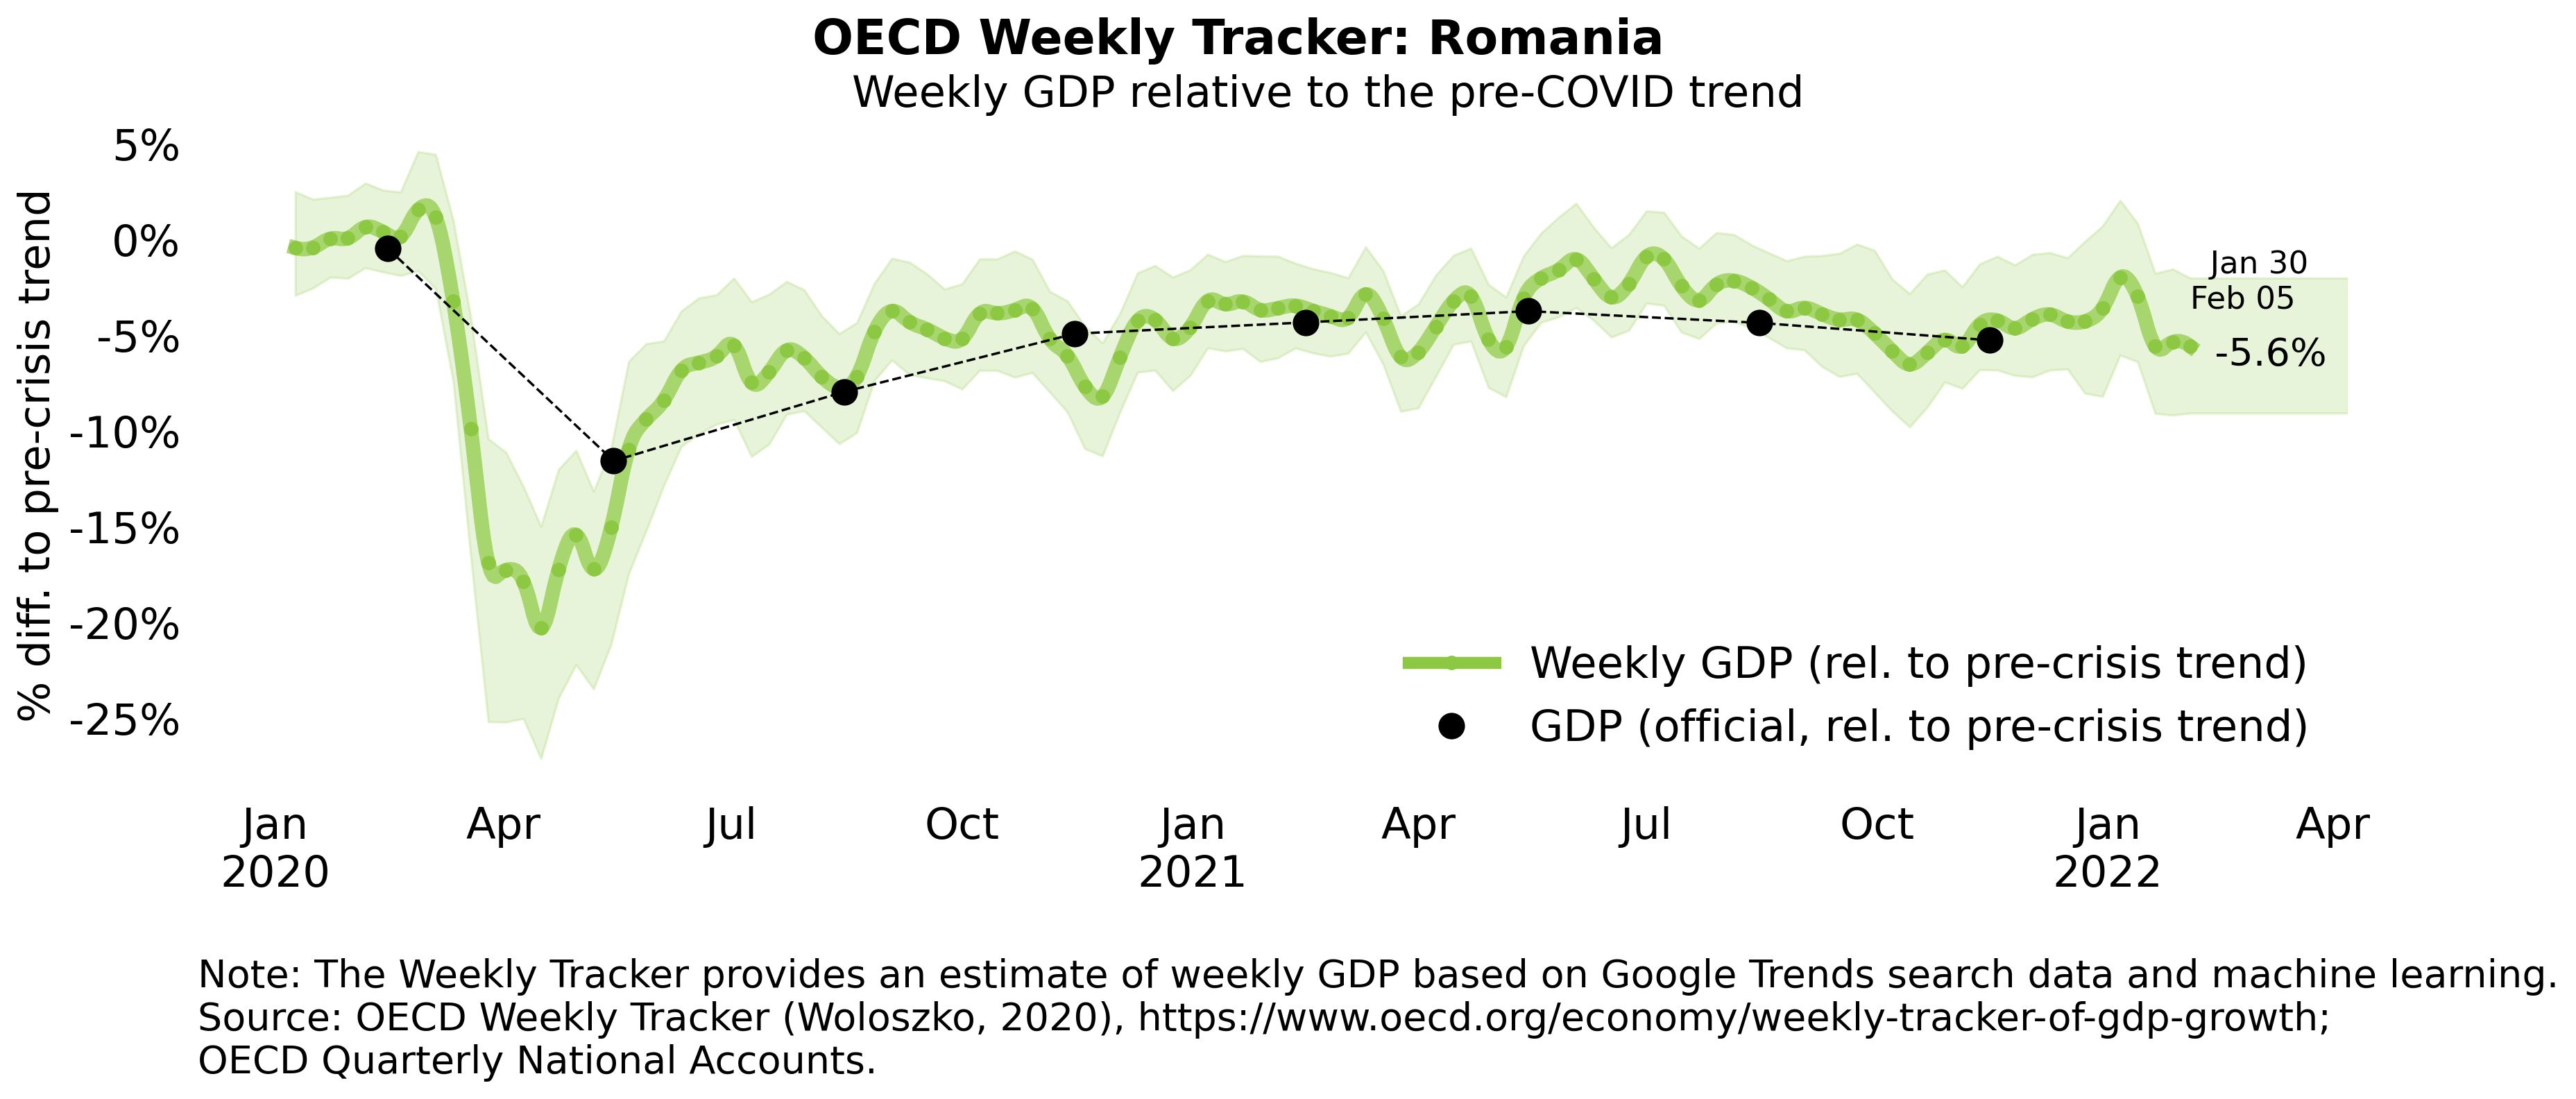 OECD Weekly Tracker: Romania
Weekly GDP relative to the pre-COVID trend
% diff. to pre-crisis trend
5%
0%
-5%
-10%
-15%
-20%
-25%
Jan 30
Feb 05
-5.6%
Weekly GDP (rel. to pre-crisis trend)
GDP (official, rel. to pre-crisis trend)
Jan Apr Jul Oct Jan Apr Jul Oct Jan Apr
2020 2021 2022
Note: The Weekly Tracker provides an estimate of weekly GDP based on Google Trends search data and machine learning.
Source: OECD Weekly Tracker (Woloszko, 2020), https://www.oecd.org/economy/weekly-tracker-of-gdp-growth;
OECD Quarterly National Accounts.